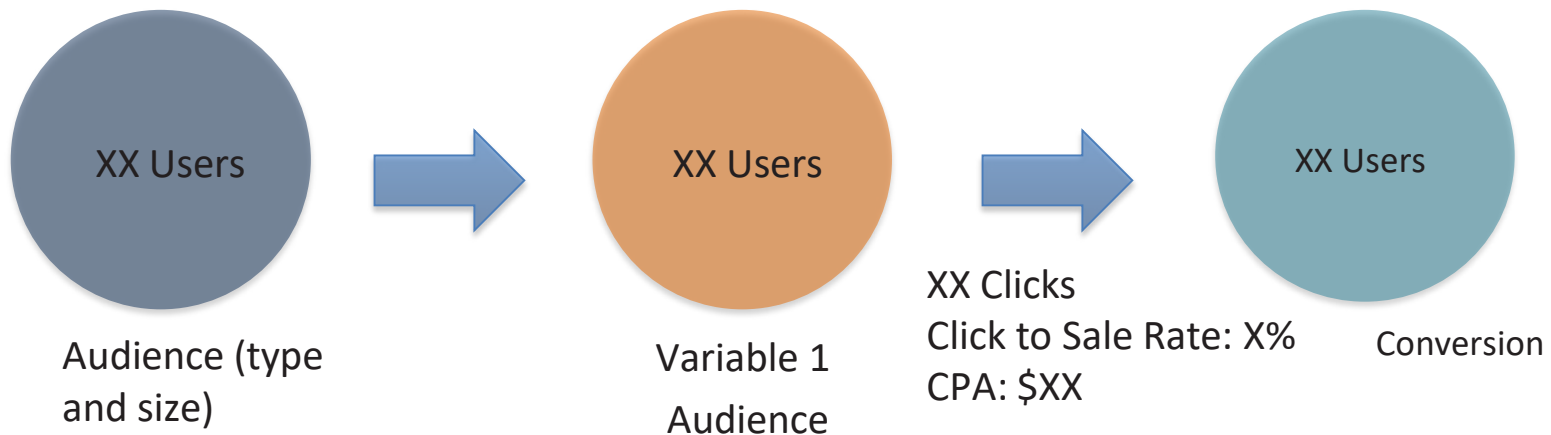 XX Users
XX Users
XX Users
Audience (type
and size)
Variable 1
Audience
XX Clicks
Click to Sale Rate: X%
CPA: $XX
Conversion